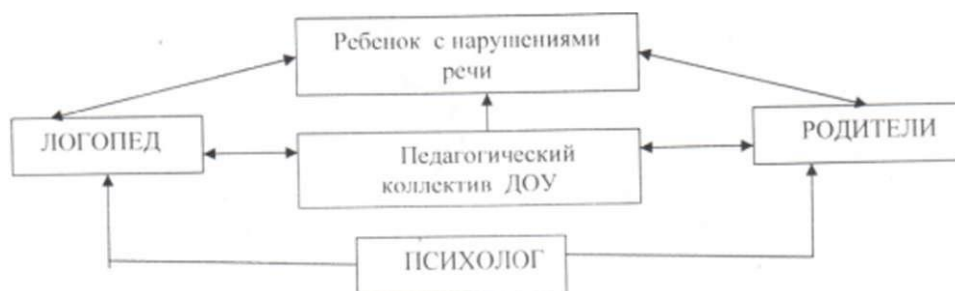 Ребенок с нарушениями
речи
ЛОГОПЕД
РОДИТЕЛИ
Педагогический
коллектив ДОУ
ПСИХОЛОГ